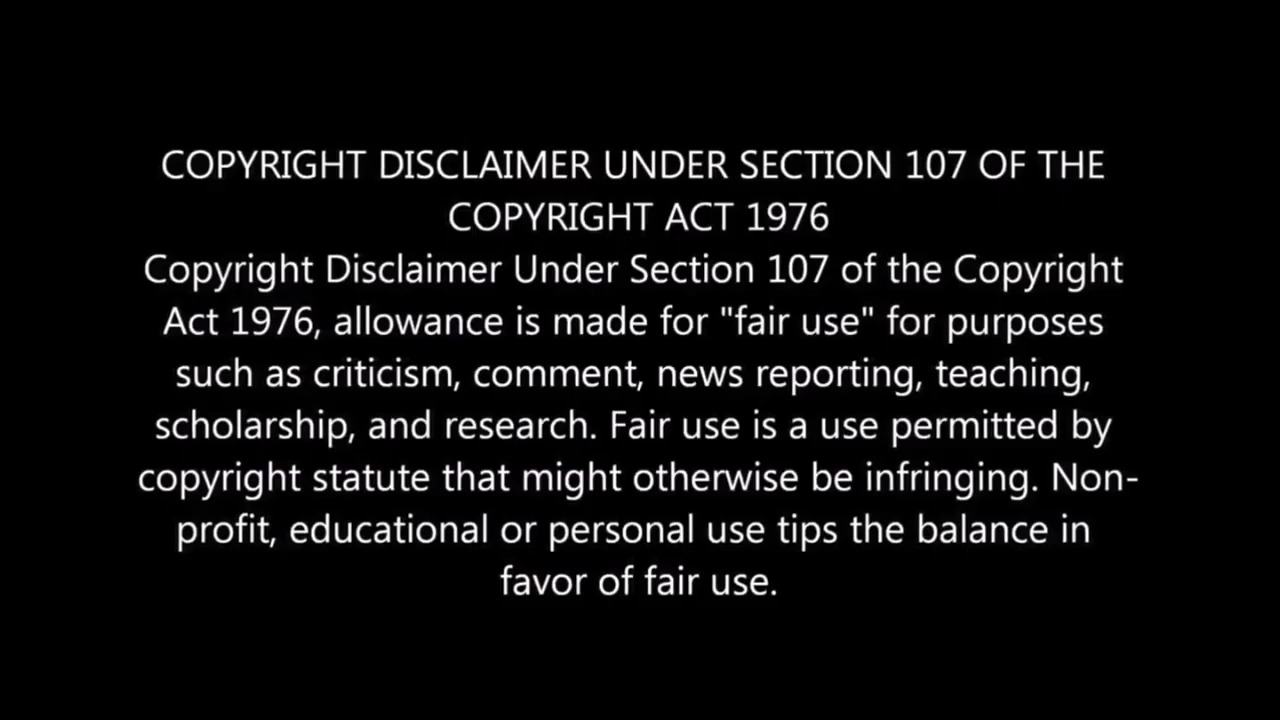 COPYRIGHT DISCLAIMER UNDER SECTION 107 OF THE
COPYRIGHT ACT 1976
Copyright Disclaimer Under Section 107 of the Copyright
Act 1976, allowance is made for "fair use" for purposes
such as criticism, comment, news reporting, teaching,
scholarship, and research. Fair use is a use permitted by
copyright statute that might otherwise be infringing. Non-
profit, educational or personal use tips the balance in
favor of fair use.